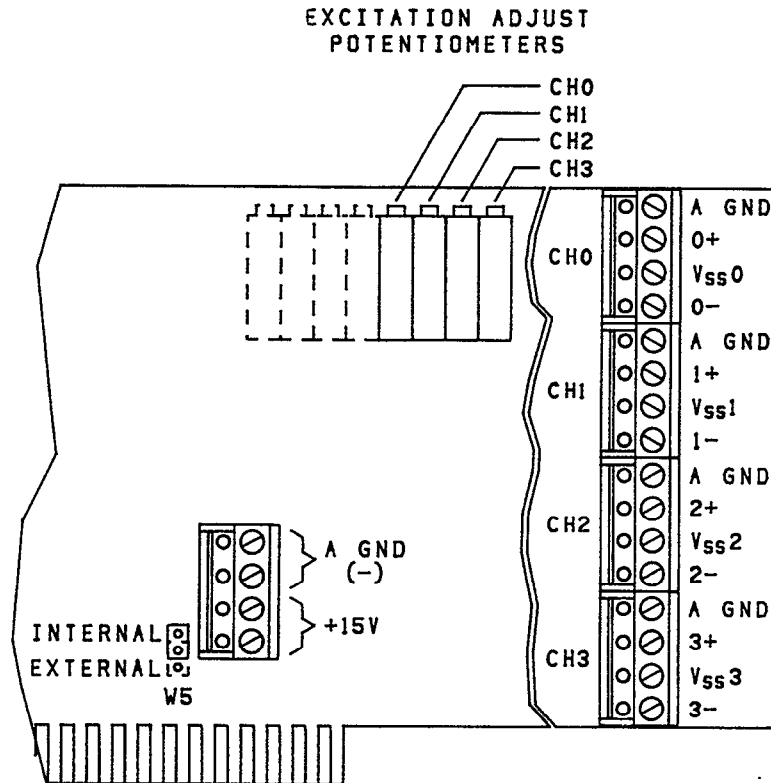 EXCITATION ADJUST
POTENTIOMETERS
CH0
CH1
CH2
CH3
CH0
A GND
0+
VSS0
0-
CH1
A GND
1+
VSS1
1-
CH2
A GND
2+
VSS2
2-
CH3
A GND
3+
VSS3
3-
A GND
(-)
+15V
INTERNAL
EXTERNAL
W5